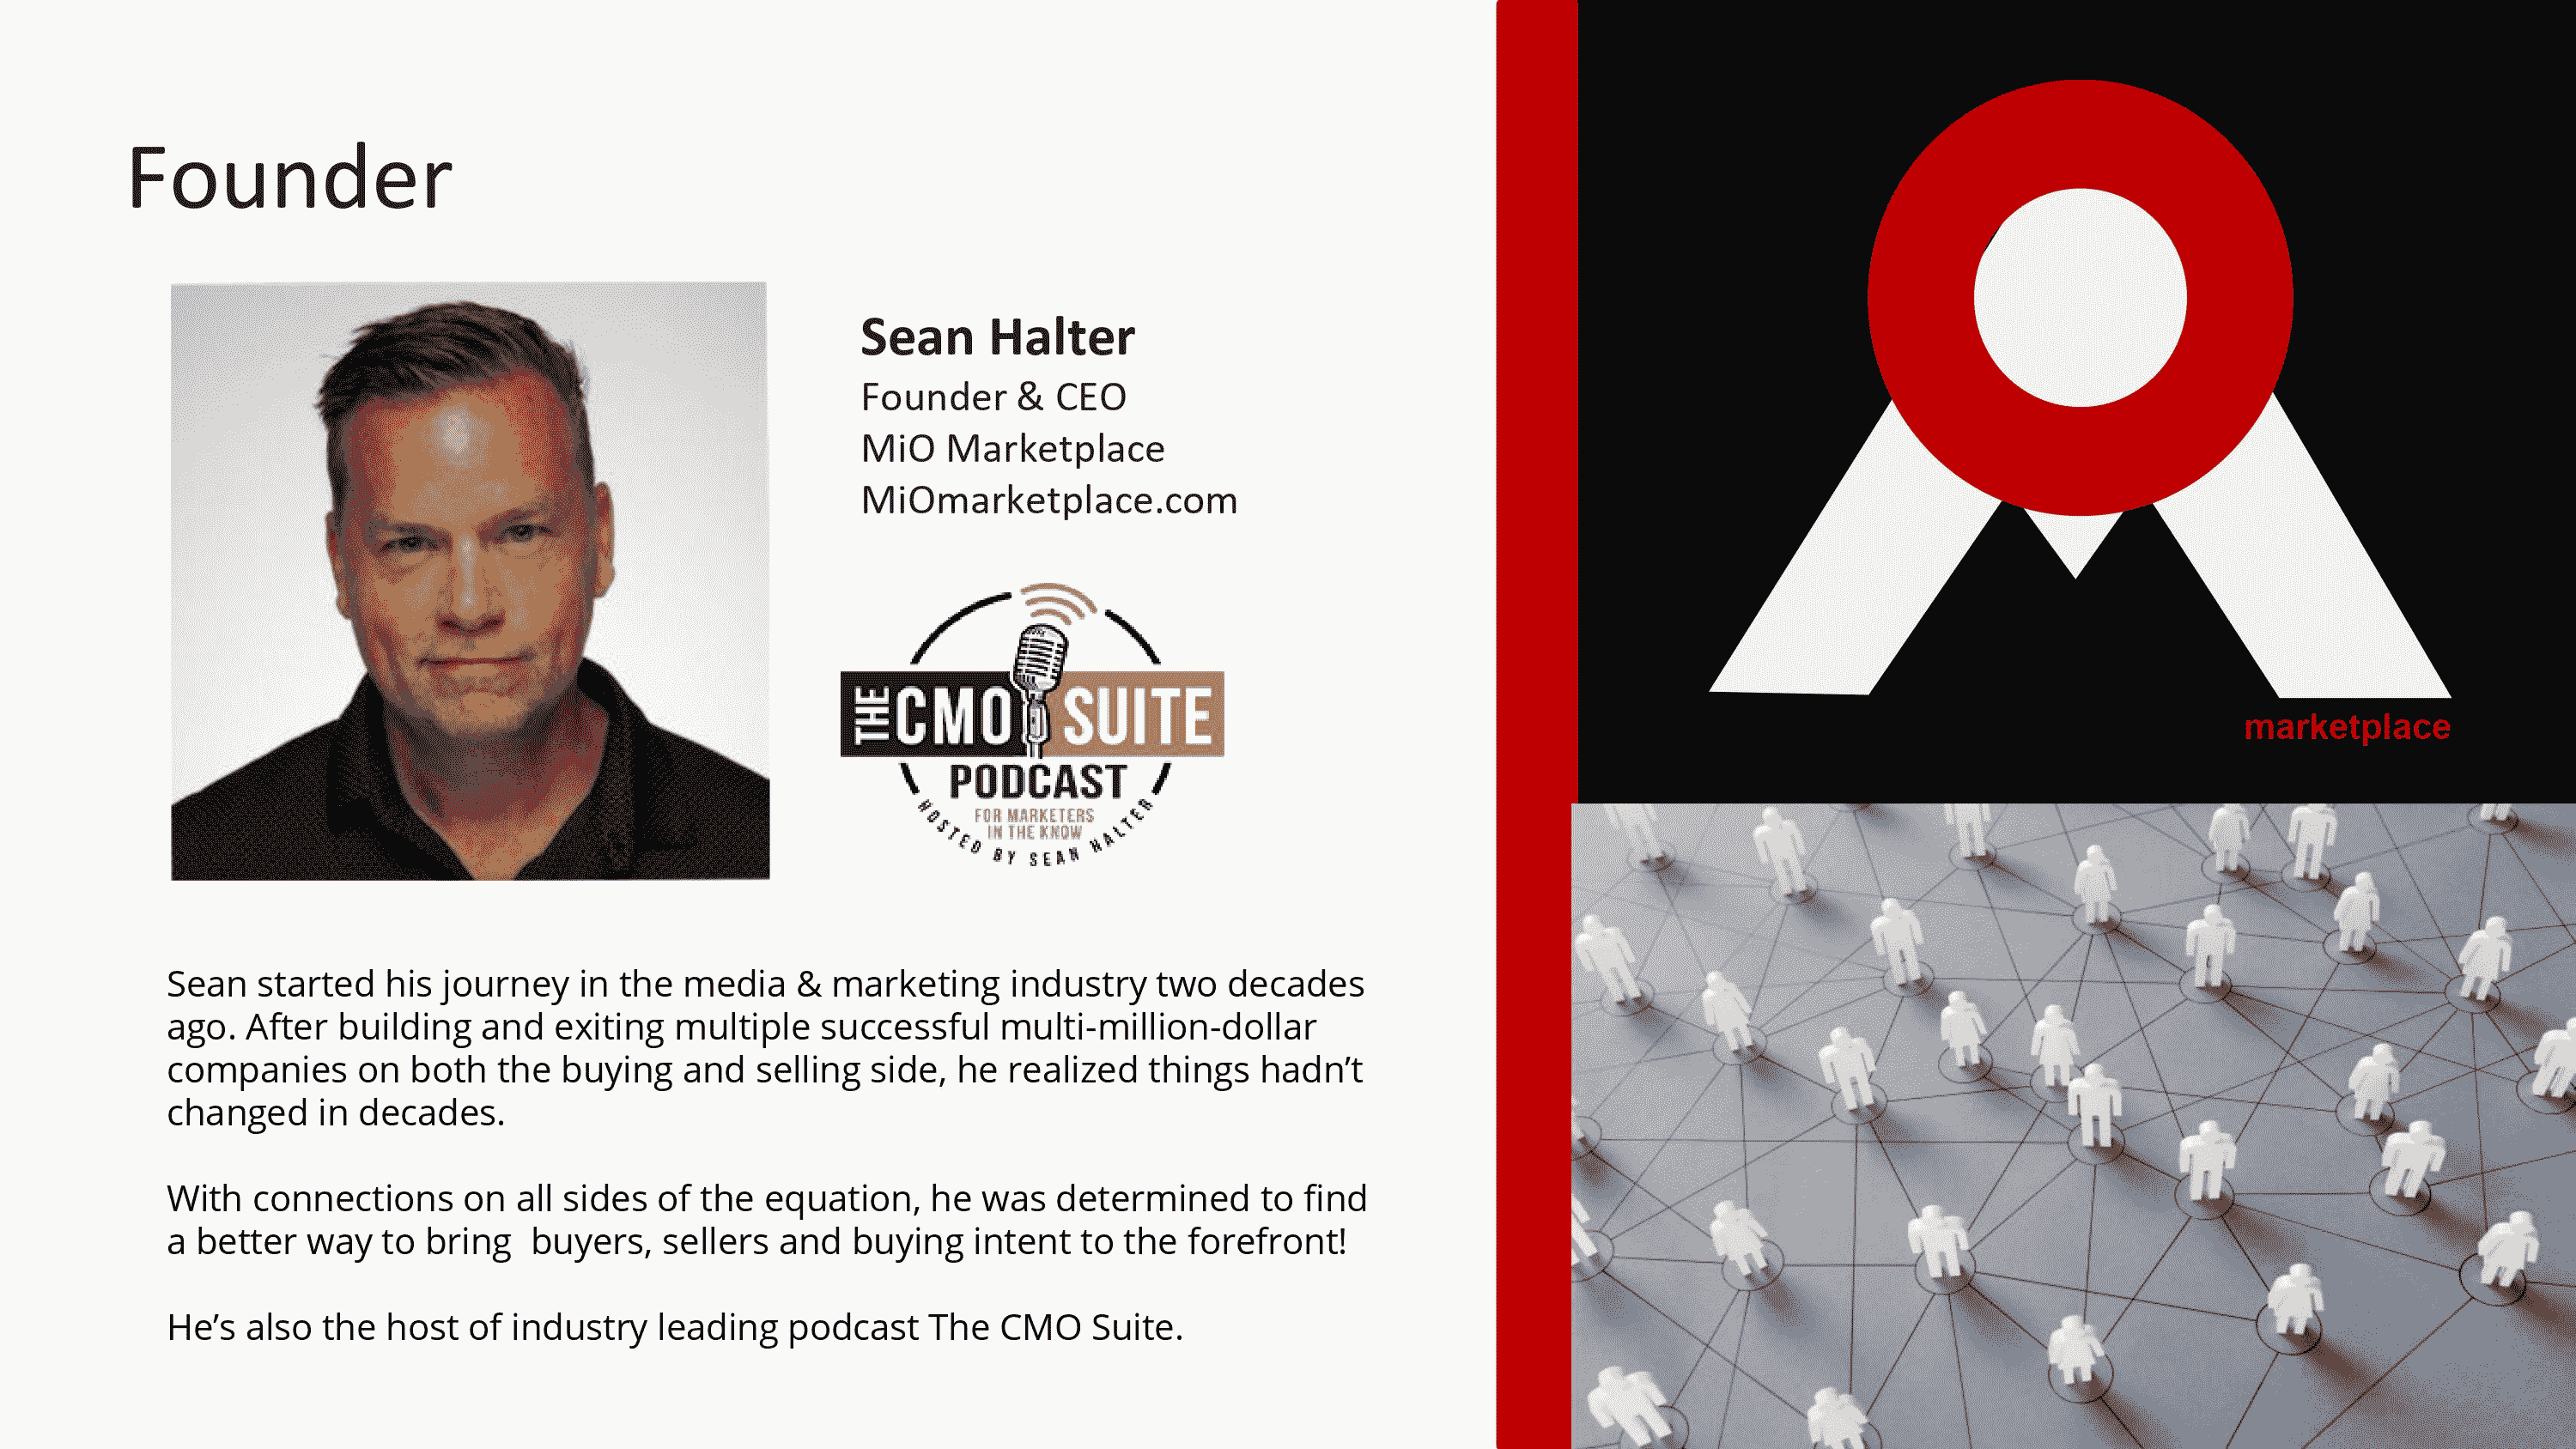 Founder
Sean Halter
Founder & CEO
MiO Marketplace
MiOmarketplace.com
THE CMO SUITE
PODCAST
FOR MARKETERS
IN THE KNOW
HOSTED BY SEAN HALTER
Sean started his journey in the media & marketing industry two decades
ago. After building and exiting multiple successful multi-million-dollar
companies on both the buying and selling side, he realized things hadn’t
changed in decades.
With connections on all sides of the equation, he was determined to find
a better way to bring  buyers, sellers and buying intent to the forefront!
He’s also the host of industry leading podcast The CMO Suite.
marketplace